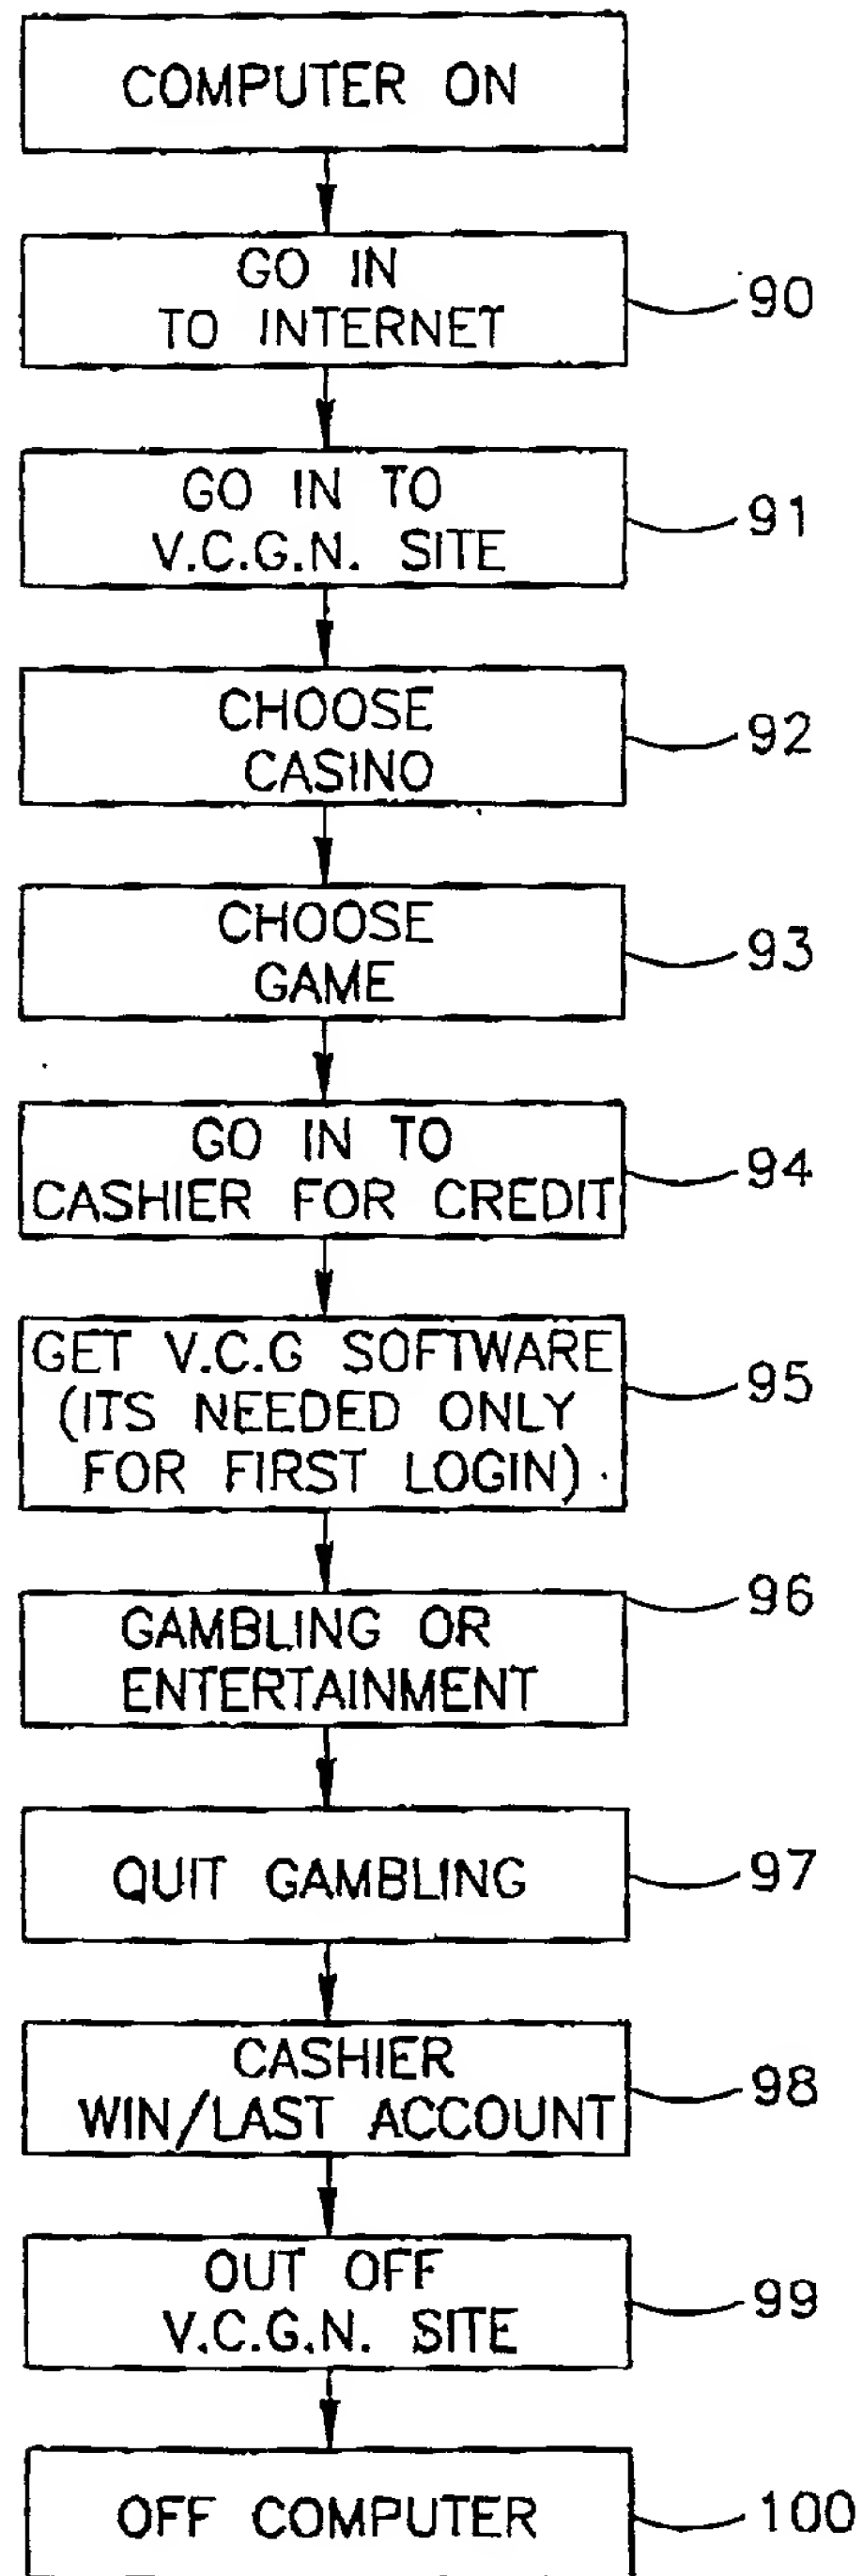 COMPUTER ON
GO IN
TO INTERNET
90
GO IN TO
V.C.G.N. SITE
91
CHOOSE
CASINO
92
CHOOSE
GAME
93
GO IN TO
CASHIER FOR CREDIT
94
GET V.C.G SOFTWARE
(ITS NEEDED ONLY
FOR FIRST LOGIN)
95
GAMBLING OR
ENTERTAINMENT
96
QUIT GAMBLING
97
CASHIER
WIN/LAST ACCOUNT
98
OUT OFF
V.C.G.N. SITE
99
OFF COMPUTER
100